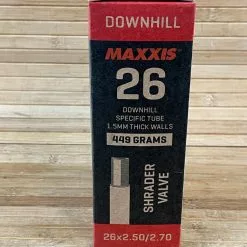 DOWNHILL
MAXXIS
26
DOWNHILL
SPECIFIC TUBE
1.5MM THICK WALLS
449 GRAMS
SHRADER
VALVE
26x2.50/2.70